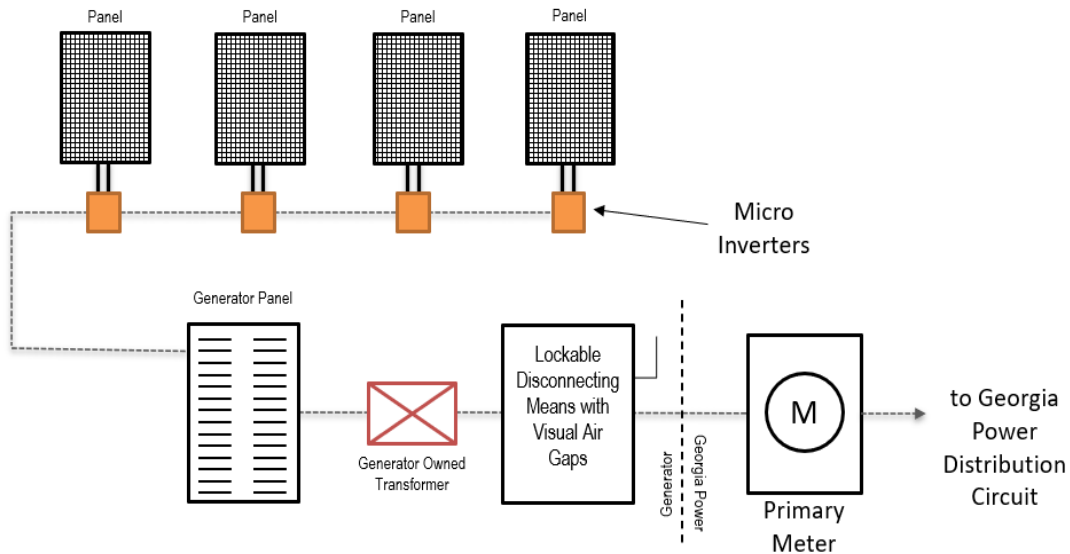 Panel
Panel
Panel
Panel
Micro
Inverters
Generator Panel
Lockable
Disconnecting
Means with
Visual Air
Gaps
Generator Owned
Transformer
Generator
Georgia Power
M
Primary
Meter
to Georgia
Power
Distribution
Circuit